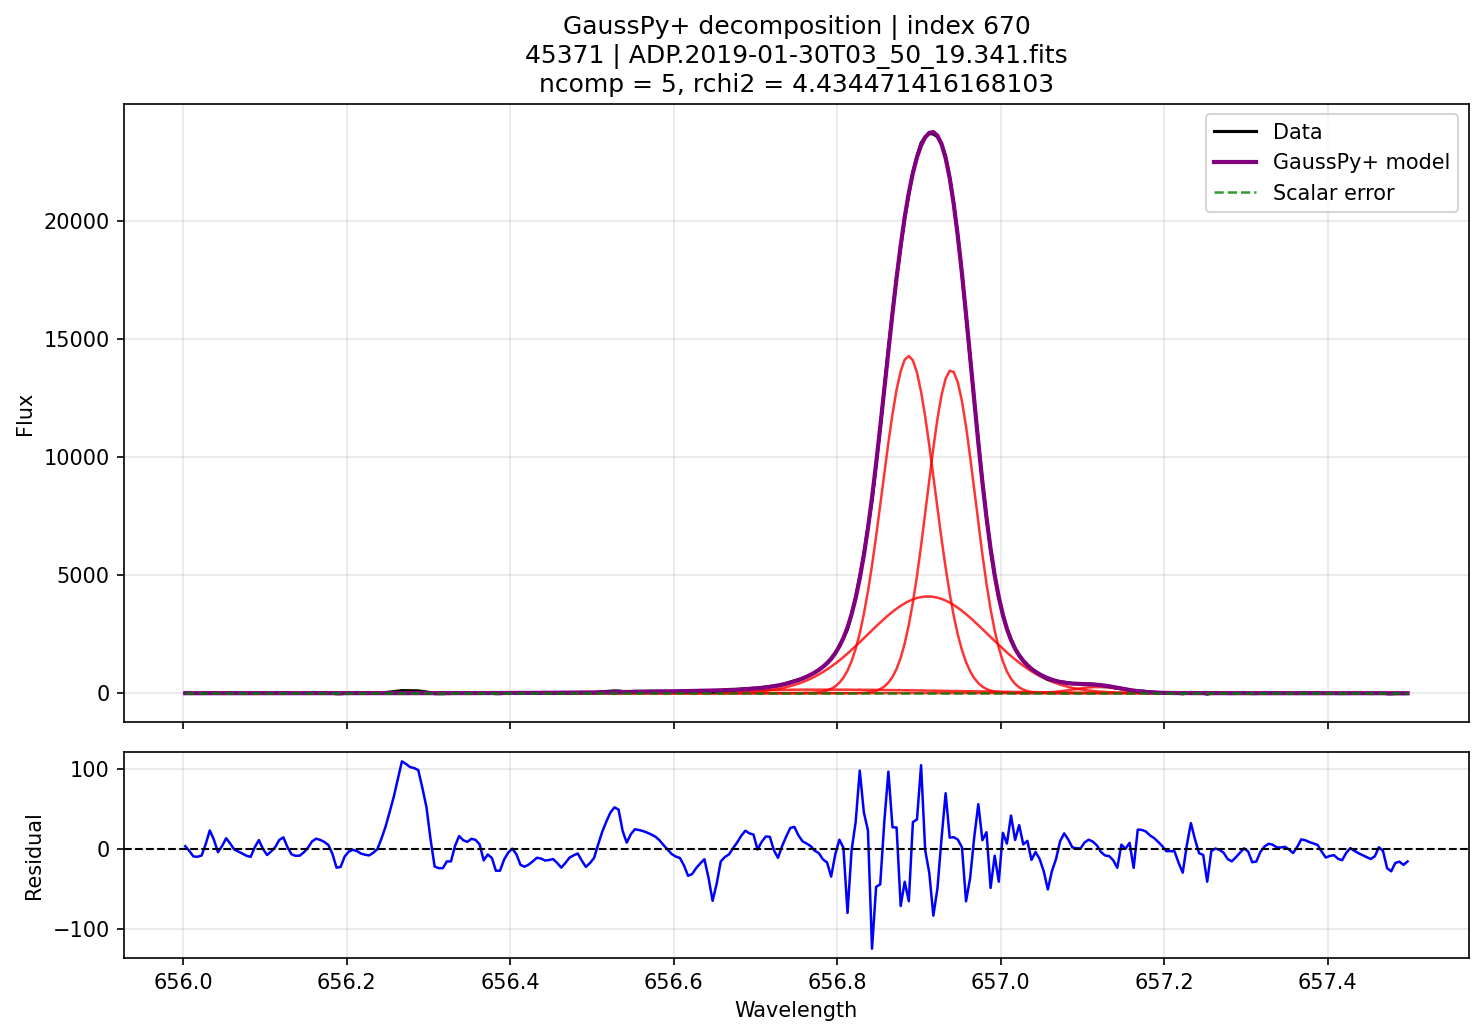 GaussPy+ decomposition | index 670
45371 | ADP.2019-01-30T03_50_19.341.fits
ncomp = 5, rchi2 = 4.434471416168103
Data
GaussPy+ model
Scalar error
Flux
20000
15000
10000
5000
0
Residual
100
0
−100
656.0 656.2 656.4 656.6 656.8 657.0 657.2 657.4
Wavelength